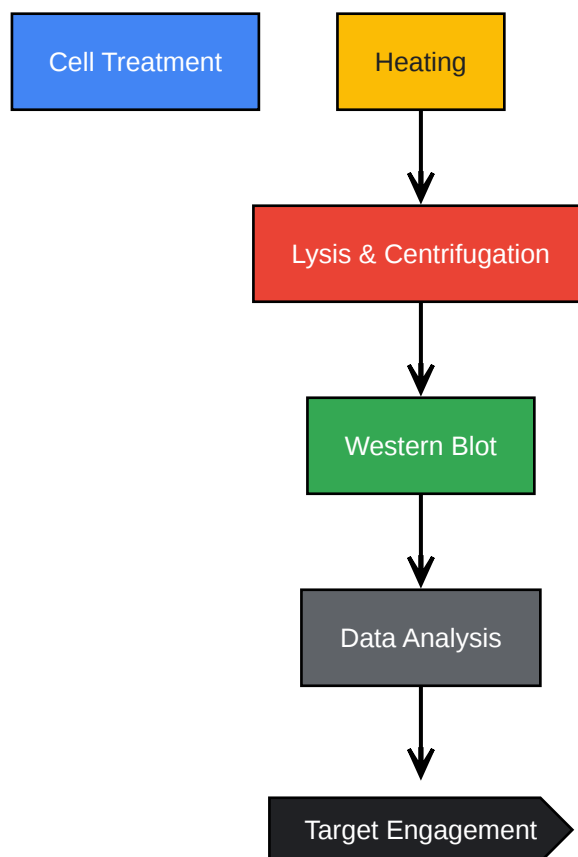 Cell Treatment
Heating
Lysis & Centrifugation
Western Blot
Data Analysis
Target Engagement